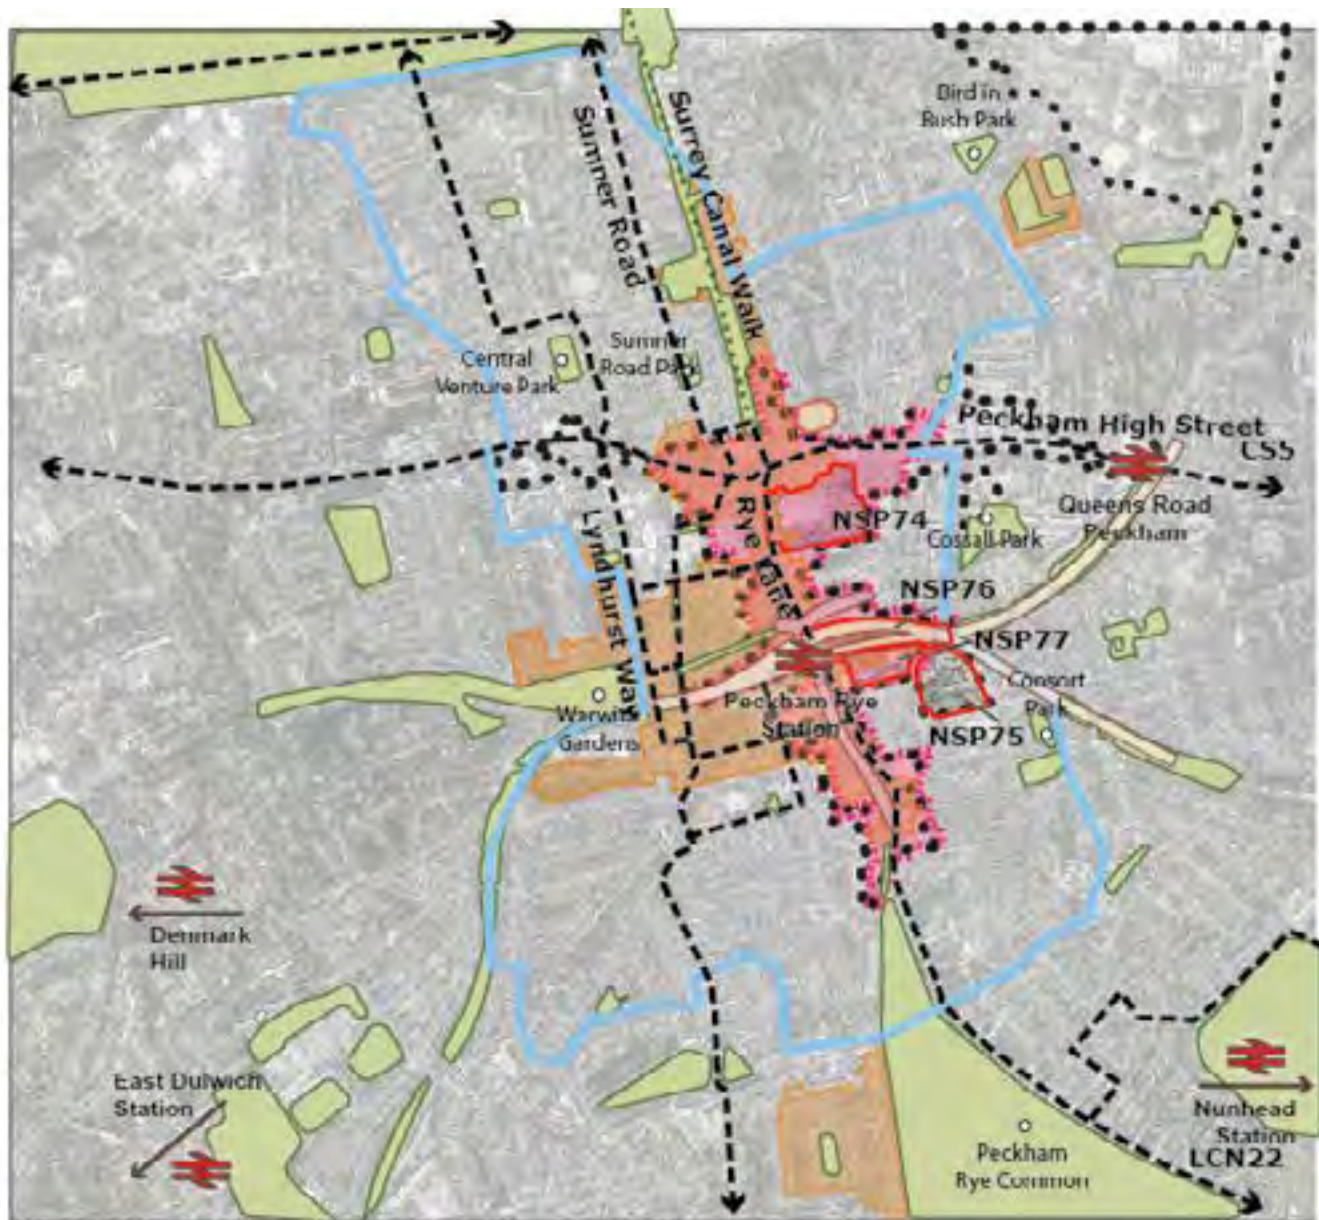 Bird in
Bush Park
Surrey Canal Walk
Sumner Road
Central
Venture Park
Sumner
Road Park
Peckham High Street
CS5
Queens Road
Peckham
Rye Lane
NSP74
Cossall Park
Lyndhurst Way
NSP76
NSP77
Consort
Park
Warwick
Gardens
Peckham Rye
Station
NSP75
Denmark
Hill
East Dulwich
Station
Nunhead
Station
LCN22
Peckham
Rye Common